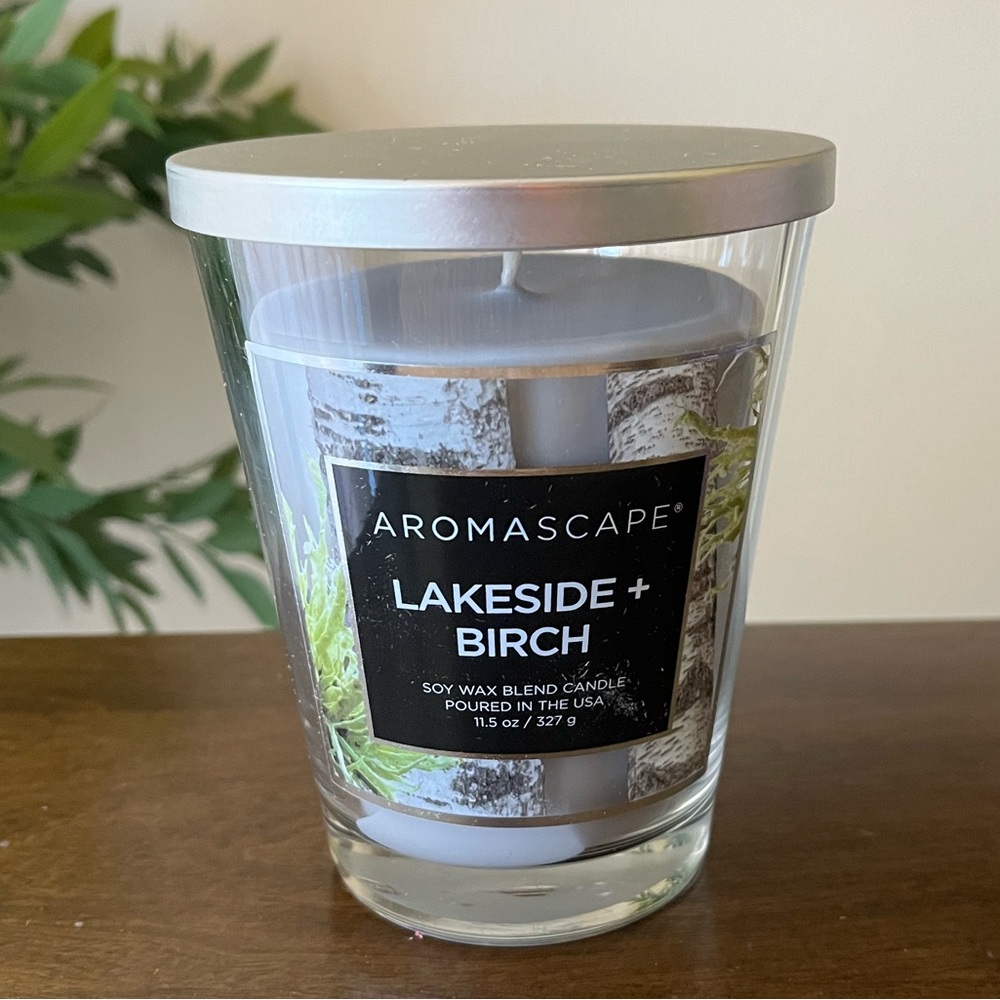 AROMASCAPE®
LAKESIDE +
BIRCH
SOY WAX BLEND CANDLE
POURED IN THE USA
11.5 oz / 327 g